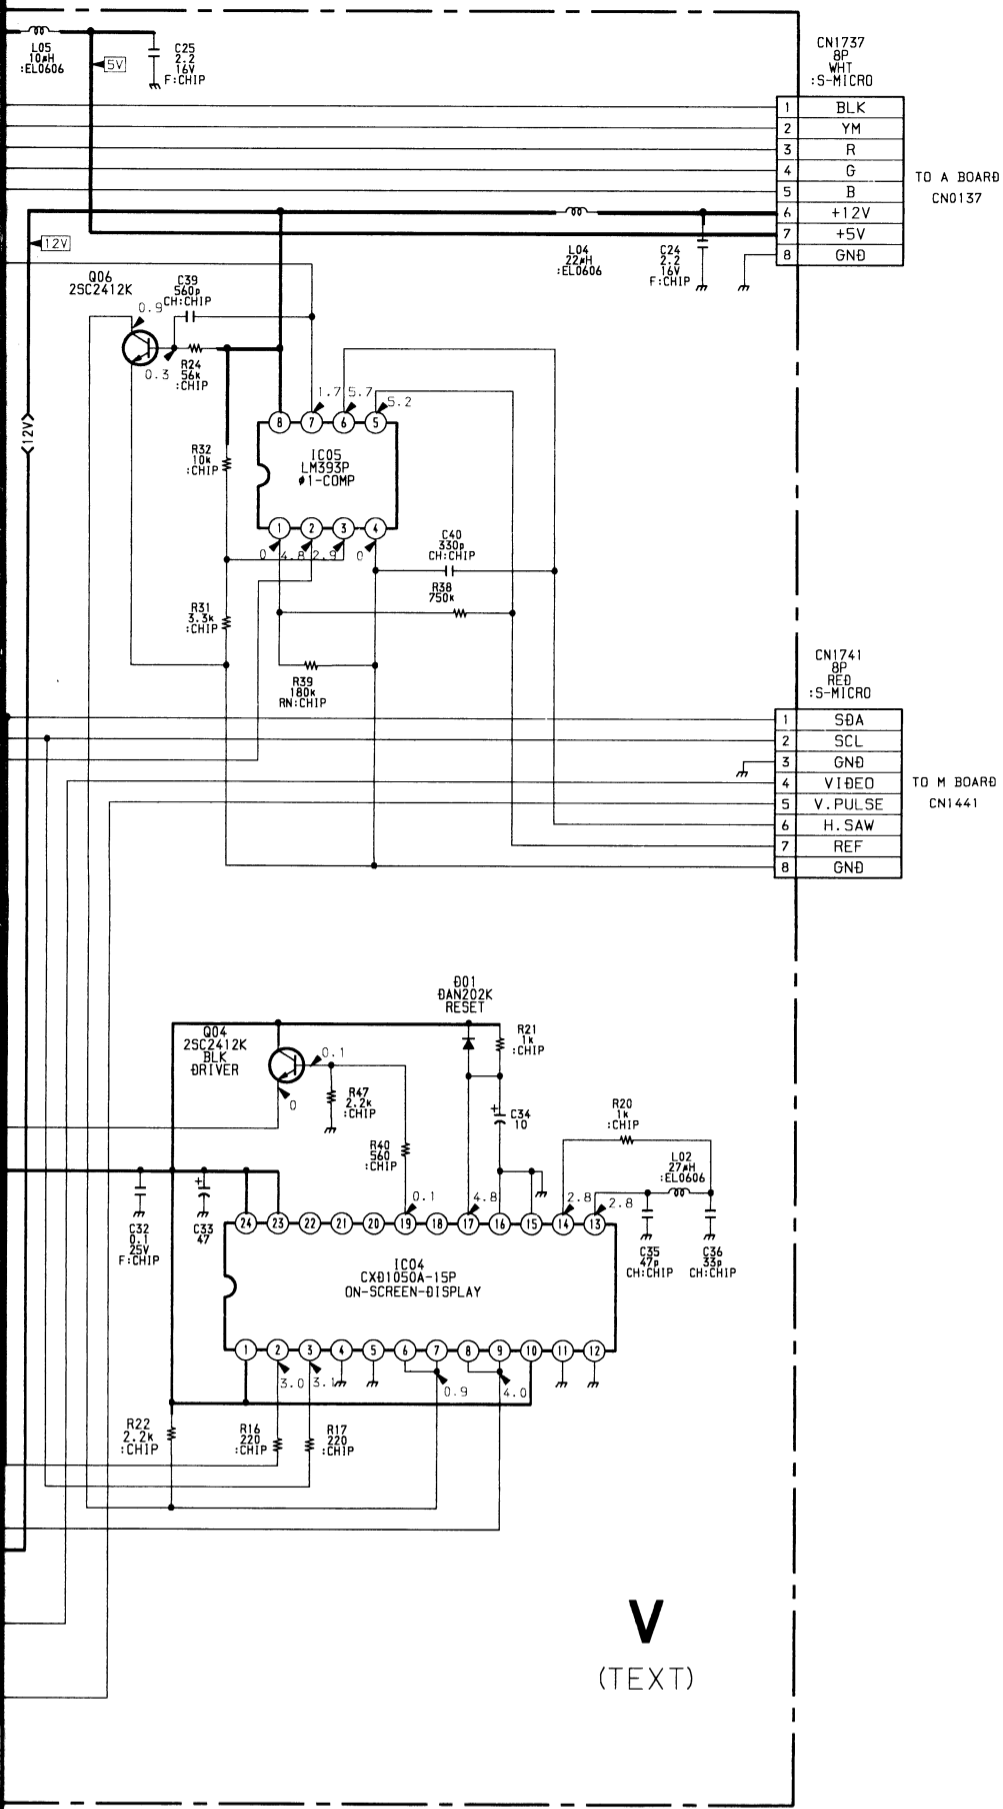 L05
10µH
:EL0606
5V
C25
2.2
16V
F:CHIP
CN1737
8P
WHT
:S-MICRO
1 BLK
2 YM
3 R
4 G
5 B
6 +12V
7 +5V
8 GND
TO A BOARD
CN0137
12V
L04
22µH
:EL0606
C24
2.2
16V
F:CHIP
Q06
2SC2412K
C39
560p
CH:CHIP
0.9
0.3
R24
56k
:CHIP
1.7
5.7
5.2
<12V>
8 7 6 5
R32
10k
:CHIP
IC05
LM393P
φ1-COMP
1 2 3 4
0
4.8
2.9
0
C40
330p
CH:CHIP
R38
750k
R31
3.3k
:CHIP
R39
180k
RN:CHIP
CN1741
8P
RED
:S-MICRO
1 SDA
2 SCL
3 GND
4 VIDEO
5 V.PULSE
6 H.SAW
7 REF
8 GND
TO M BOARD
CN1441
D01
DAN202K
RESET
Q04
2SC2412K
BLK
DRIVER
0.1
0
R21
1k
:CHIP
R47
2.2k
:CHIP
C34
10
R40
560
:CHIP
R20
1k
:CHIP
L02
27µH
:EL0606
0.1
4.8
2.8
2.8
C32
0.1
25V
F:CHIP
C33
47
24 23 22 21 20 19 18 17 16 15 14 13
C35
47p
CH:CHIP
C36
33p
CH:CHIP
IC04
CXD1050A-15P
ON-SCREEN-DISPLAY
1 2 3 4 5 6 7 8 9 10 11 12
3.0
3.1
0.9
4.0
R22
2.2k
:CHIP
R16
220
:CHIP
R17
220
:CHIP
V
(TEXT)